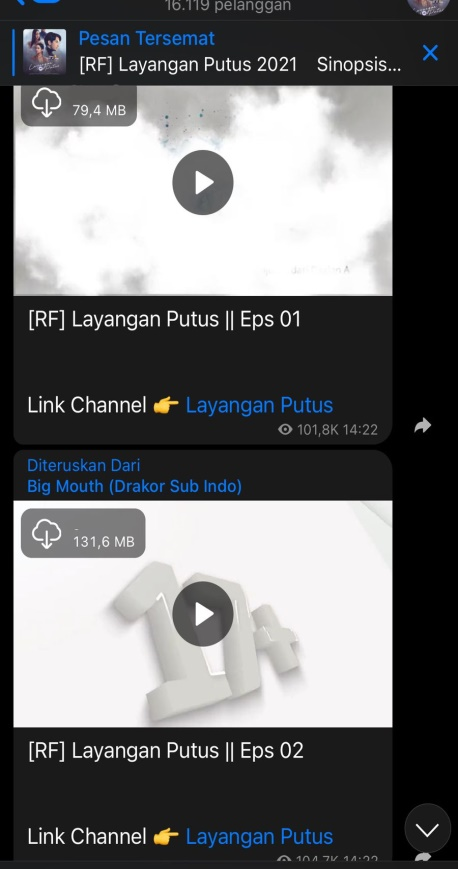 16.119 pelanggan
Pesan Tersemat
[RF] Layangan Putus 2021 Sinopsis...
79,4 MB
[RF] Layangan Putus || Eps 01
Link Channel 👉 Layangan Putus
101,8K 14:22
Diteruskan Dari
Big Mouth (Drakor Sub Indo)
131,6 MB
[RF] Layangan Putus || Eps 02
Link Channel 👉 Layangan Putus
104,7K 14:22